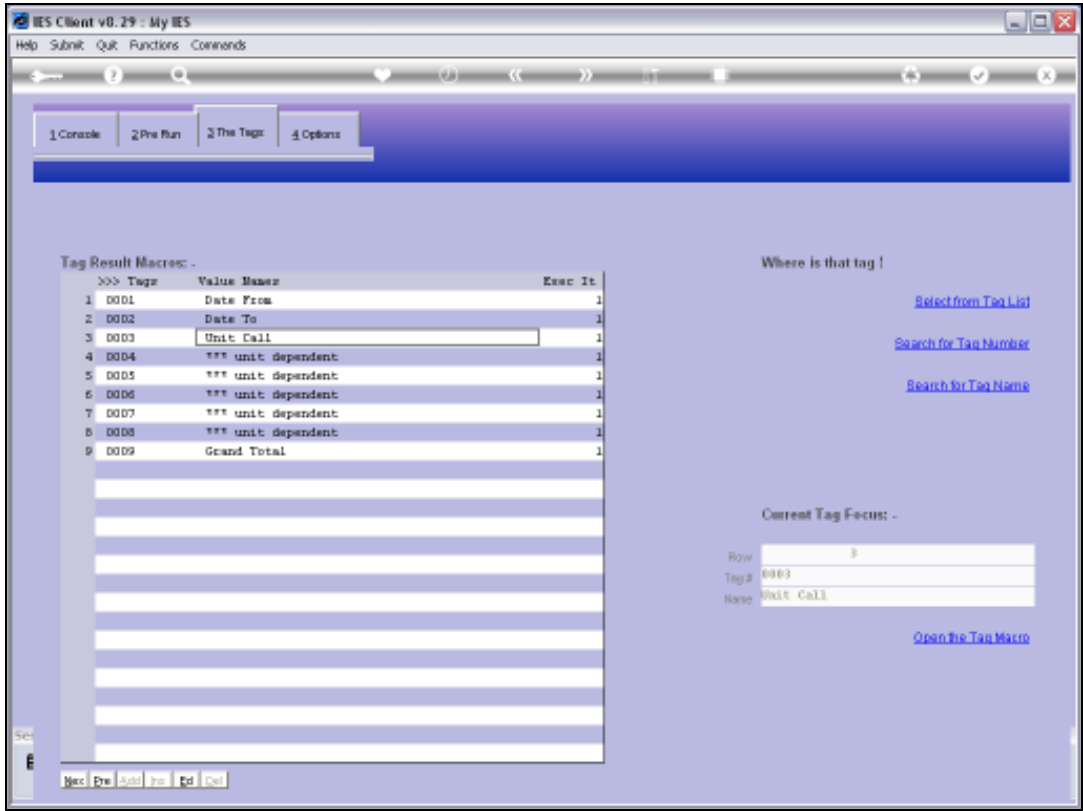 IES Client v8.29 : My IES
Help Submit Quit Functions Commands
1 Console 2 Pre Run 3 The Tags 4 Options
Tag Result Macros: -
>>> Tags Value Names Exec It
1 0001 Date From 1
2 0002 Date To 1
3 0003 Unit Call 1
4 0004 *** unit dependent 1
5 0005 *** unit dependent 1
6 0006 *** unit dependent 1
7 0007 *** unit dependent 1
8 0008 *** unit dependent 1
9 0009 Grand Total 1
Where is that tag !
Select from Tag List
Search for Tag Number
Search for Tag Name
Current Tag Focus: -
Row 3
Tag # 0003
Name Unit Call
Open the Tag Macro
Nex Pre Add Ins Ed Del